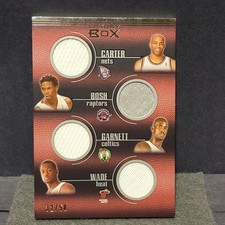 BOX
CARTER
nets
BOSH
raptors
GARNETT
celtics
WADE
heat